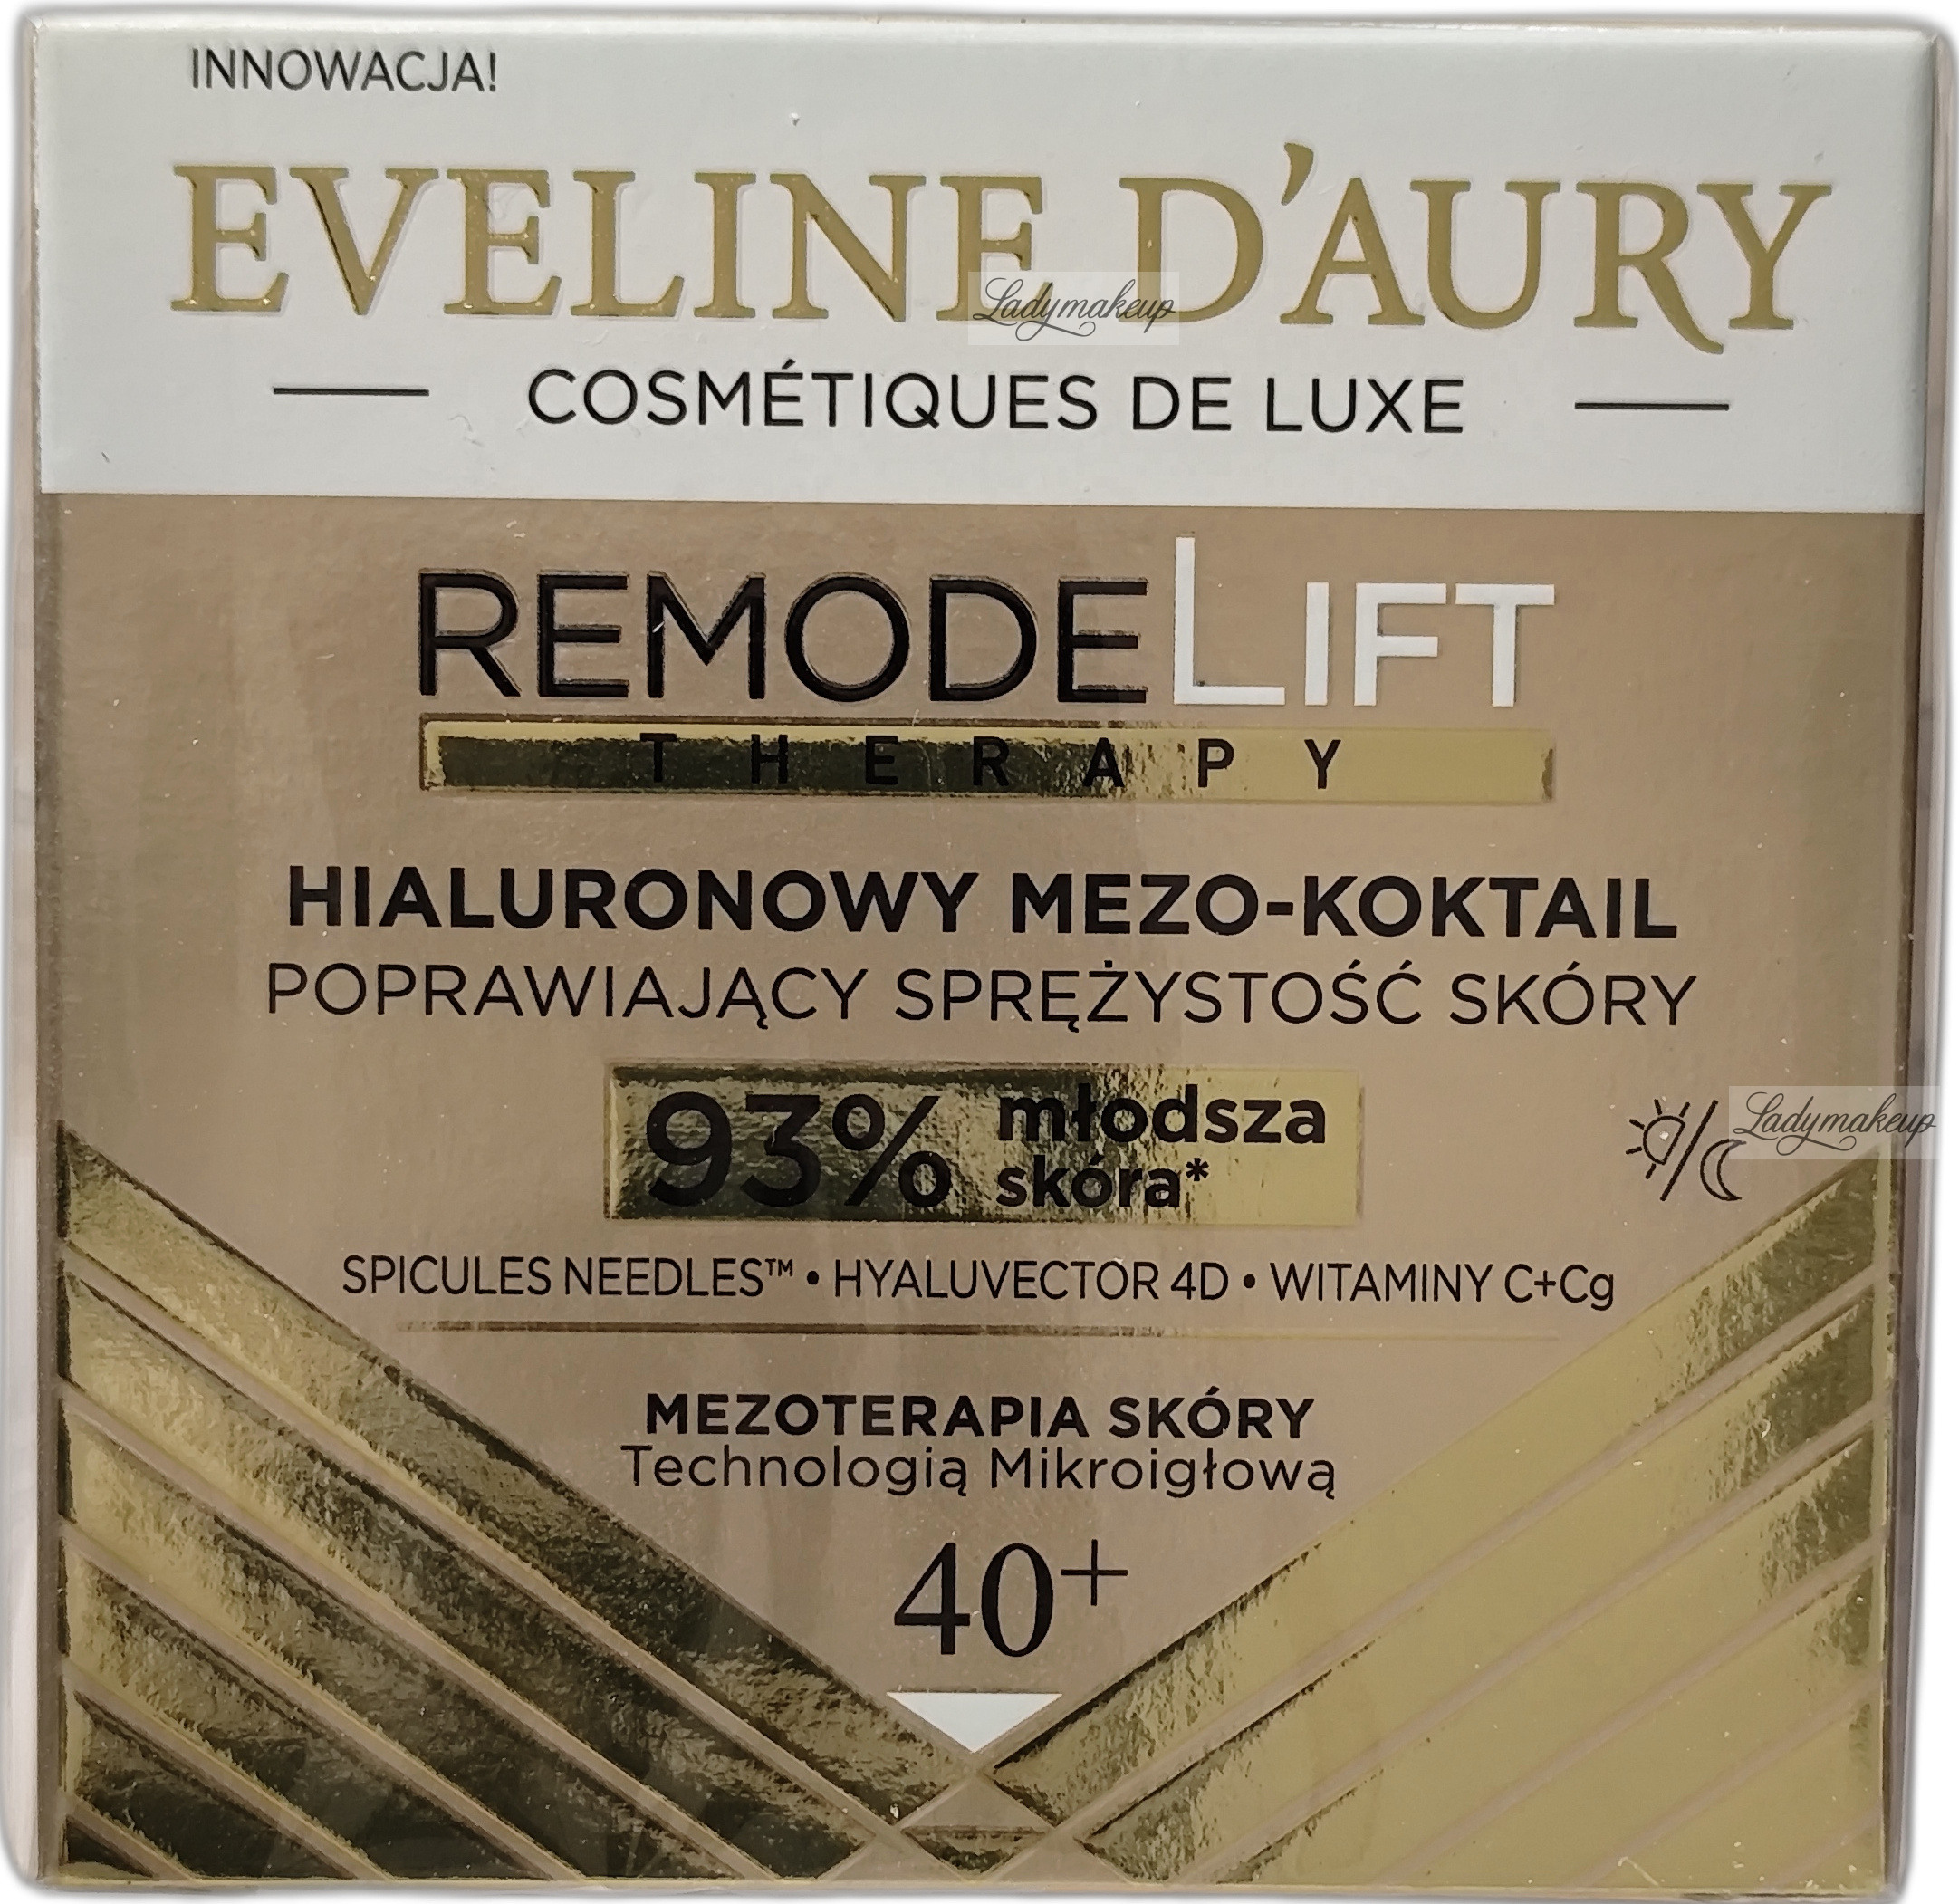 INNOWACJA!
EVELINE D'AURY
Ladymakeup
COSMÉTIQUES DE LUXE
REMODELIFT
THERAPY
HIALURONOWY MEZO-KOKTAIL
POPRAWIAJĄCY SPRĘŻYSTOŚĆ SKÓRY
93% młodsza
skóra*
Ladymakeup
SPICULES NEEDLES™ • HYALUVECTOR 4D • WITAMINY C+Cg
MEZOTERAPIA SKÓRY
Technologią Mikroigłową
40+